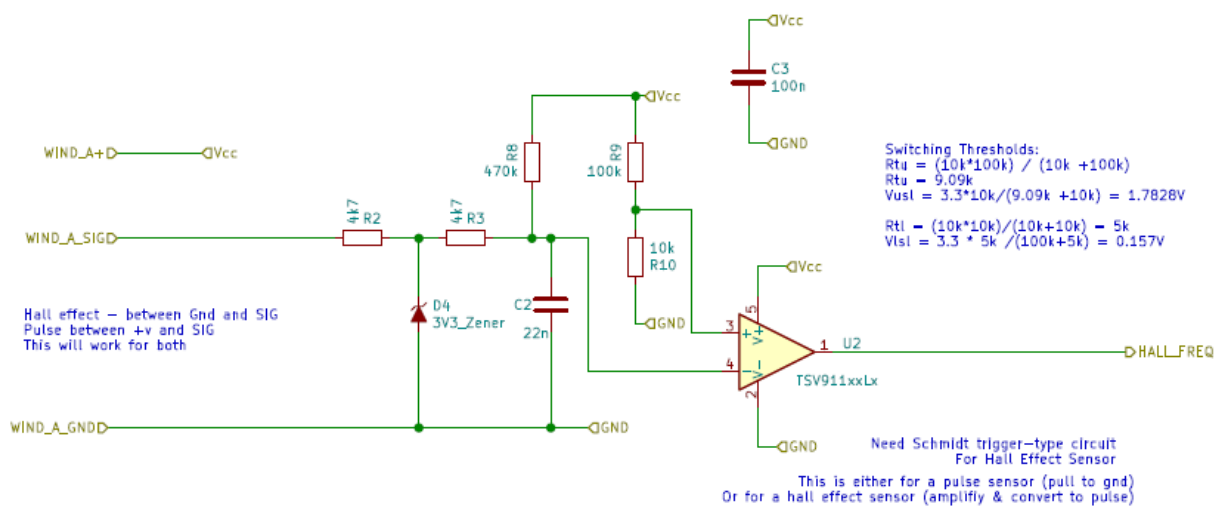 Vcc
C3
100n
GND
Vcc
WIND_A+
Vcc
R8
470k
R9
100k
Switching Thresholds:
Rtu = (10k*100k) / (10k +100k)
Rtu = 9.09k
Vusl = 3.3*10k/(9.09k +10k) = 1.7828V
Rtl = (10k*10k)/(10k+10k) = 5k
Vlsl = 3.3 * 5k /(100k+5k) = 0.157V
WIND_A_SIG
4k7
R2
4k7
R3
10k
R10
Vcc
Hall effect - between Gnd and SIG
Pulse between +v and SIG
This will work for both
D4
3V3_Zener
C2
22n
GND
3
+
5
V+
4
-
V-
2
1
U2
TSV911xxLx
HALL_FREQ
WIND_A_GND
GND
GND
Need Schmidt trigger-type circuit
For Hall Effect Sensor
This is either for a pulse sensor (pull to gnd)
Or for a hall effect sensor (amplifiy & convert to pulse)